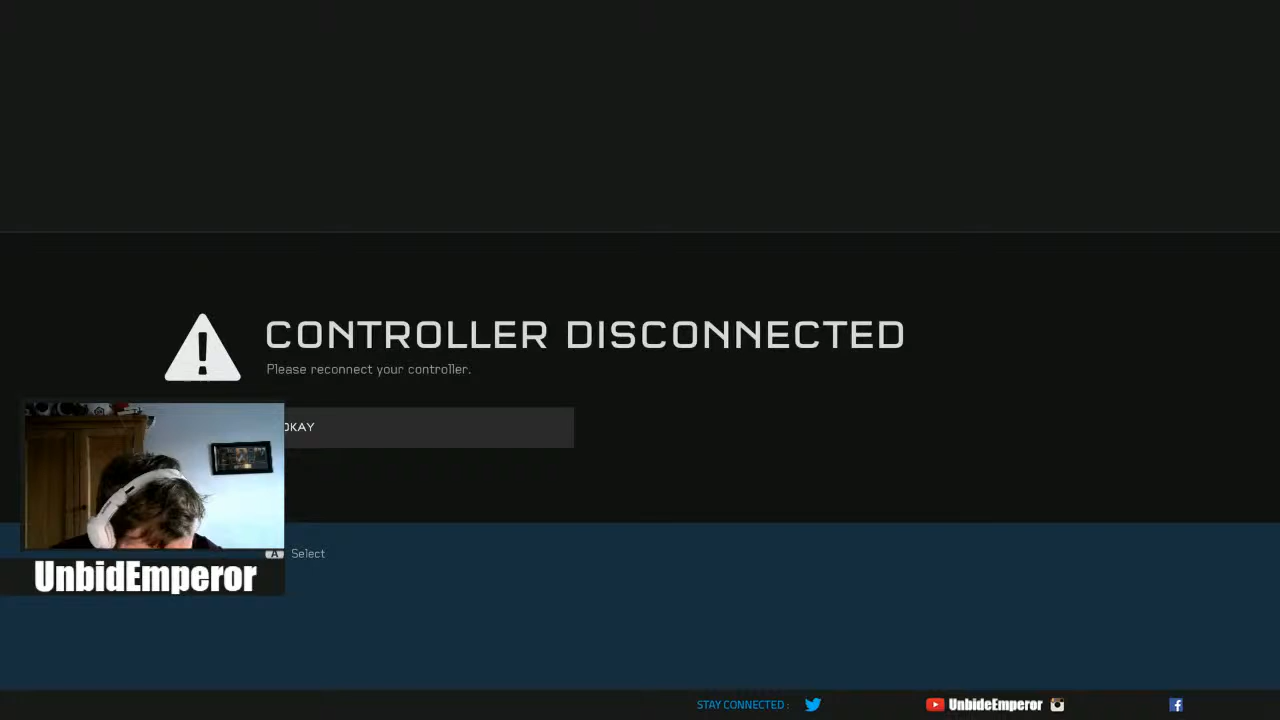 CONTROLLER DISCONNECTED
Please reconnect your controller.
OKAY
A Select
UnbidEmperor
STAY CONNECTED :
UnbideEmperor